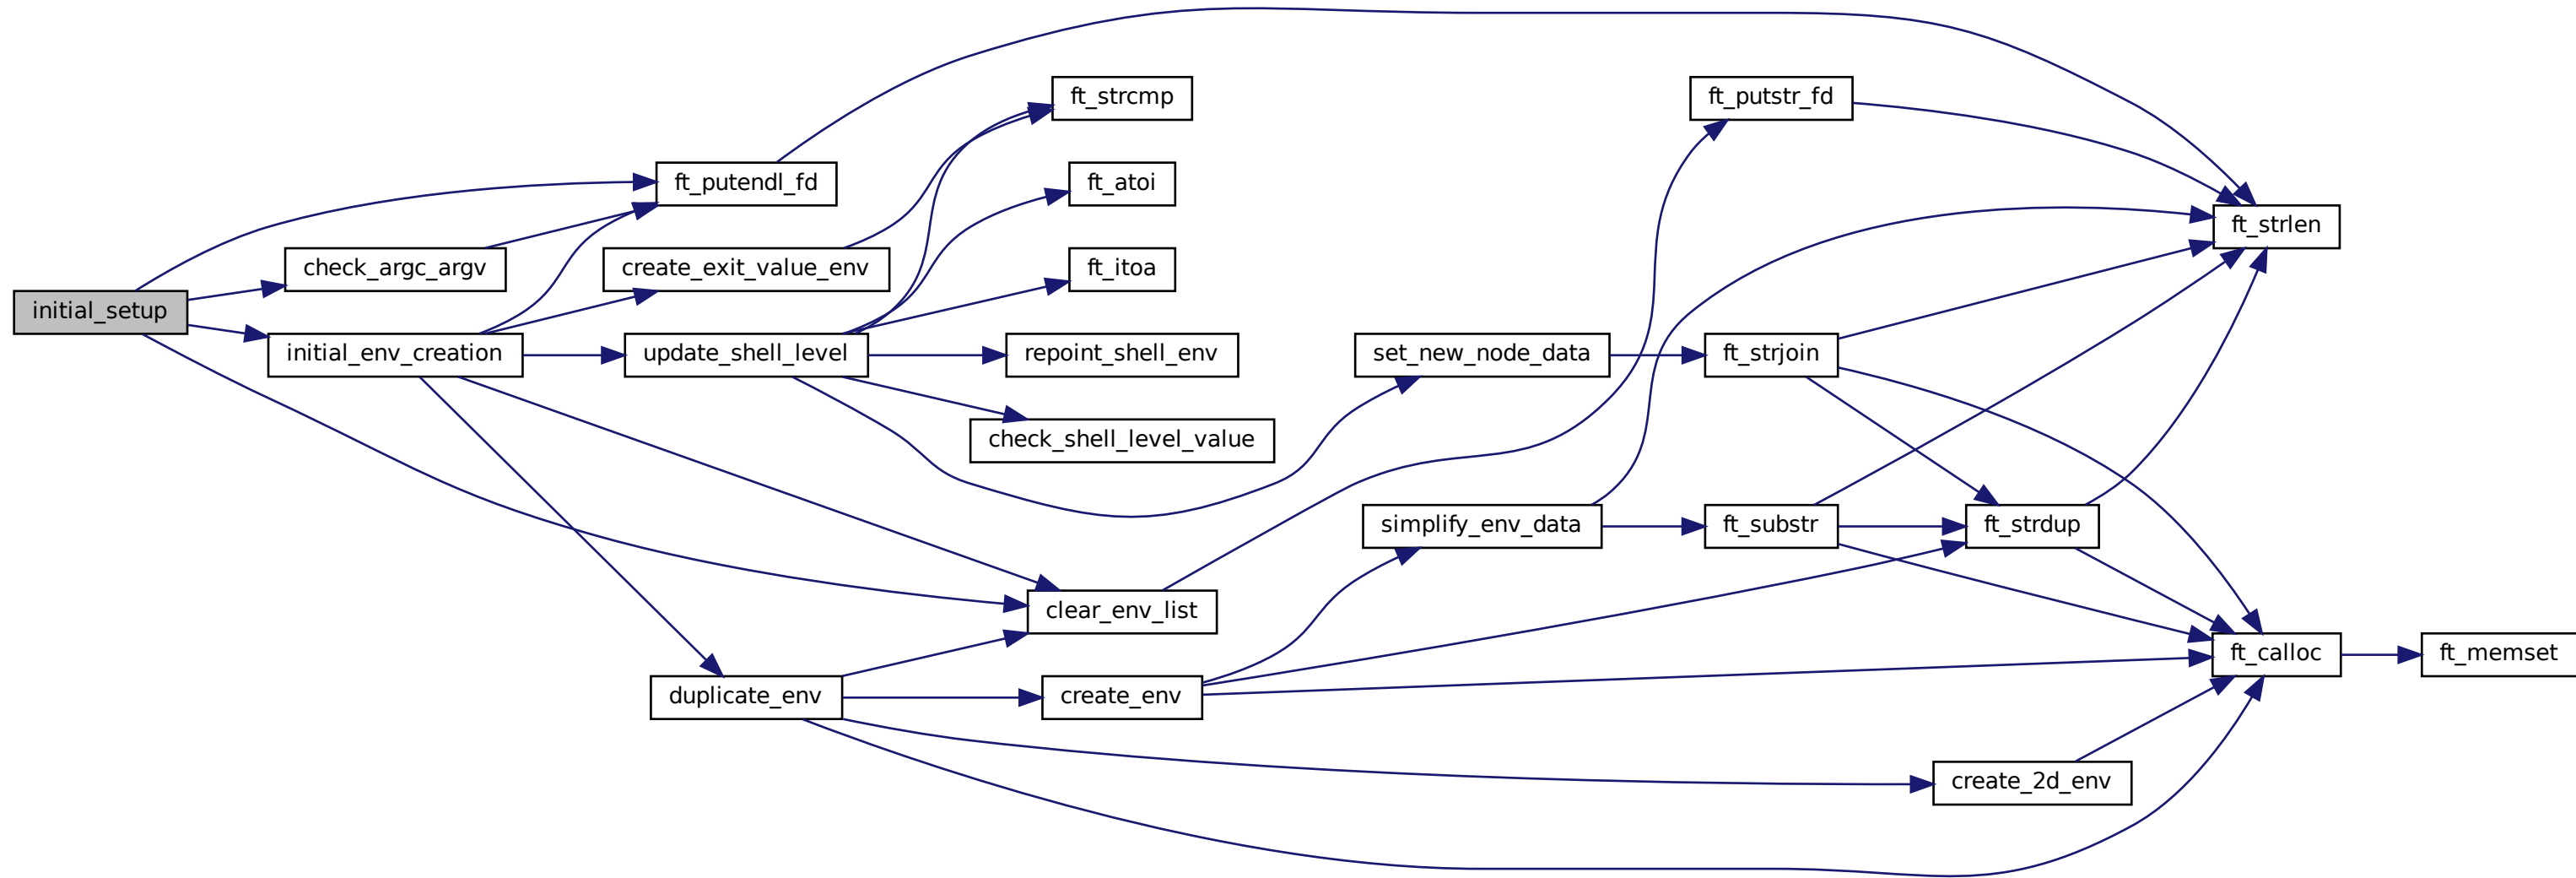 initial_setup
check_argc_argv
initial_env_creation
ft_putendl_fd
create_exit_value_env
update_shell_level
duplicate_env
ft_strcmp
ft_atoi
ft_itoa
repoint_shell_env
check_shell_level_value
clear_env_list
create_env
set_new_node_data
simplify_env_data
ft_putstr_fd
ft_strjoin
ft_substr
ft_strdup
create_2d_env
ft_strlen
ft_calloc
ft_memset